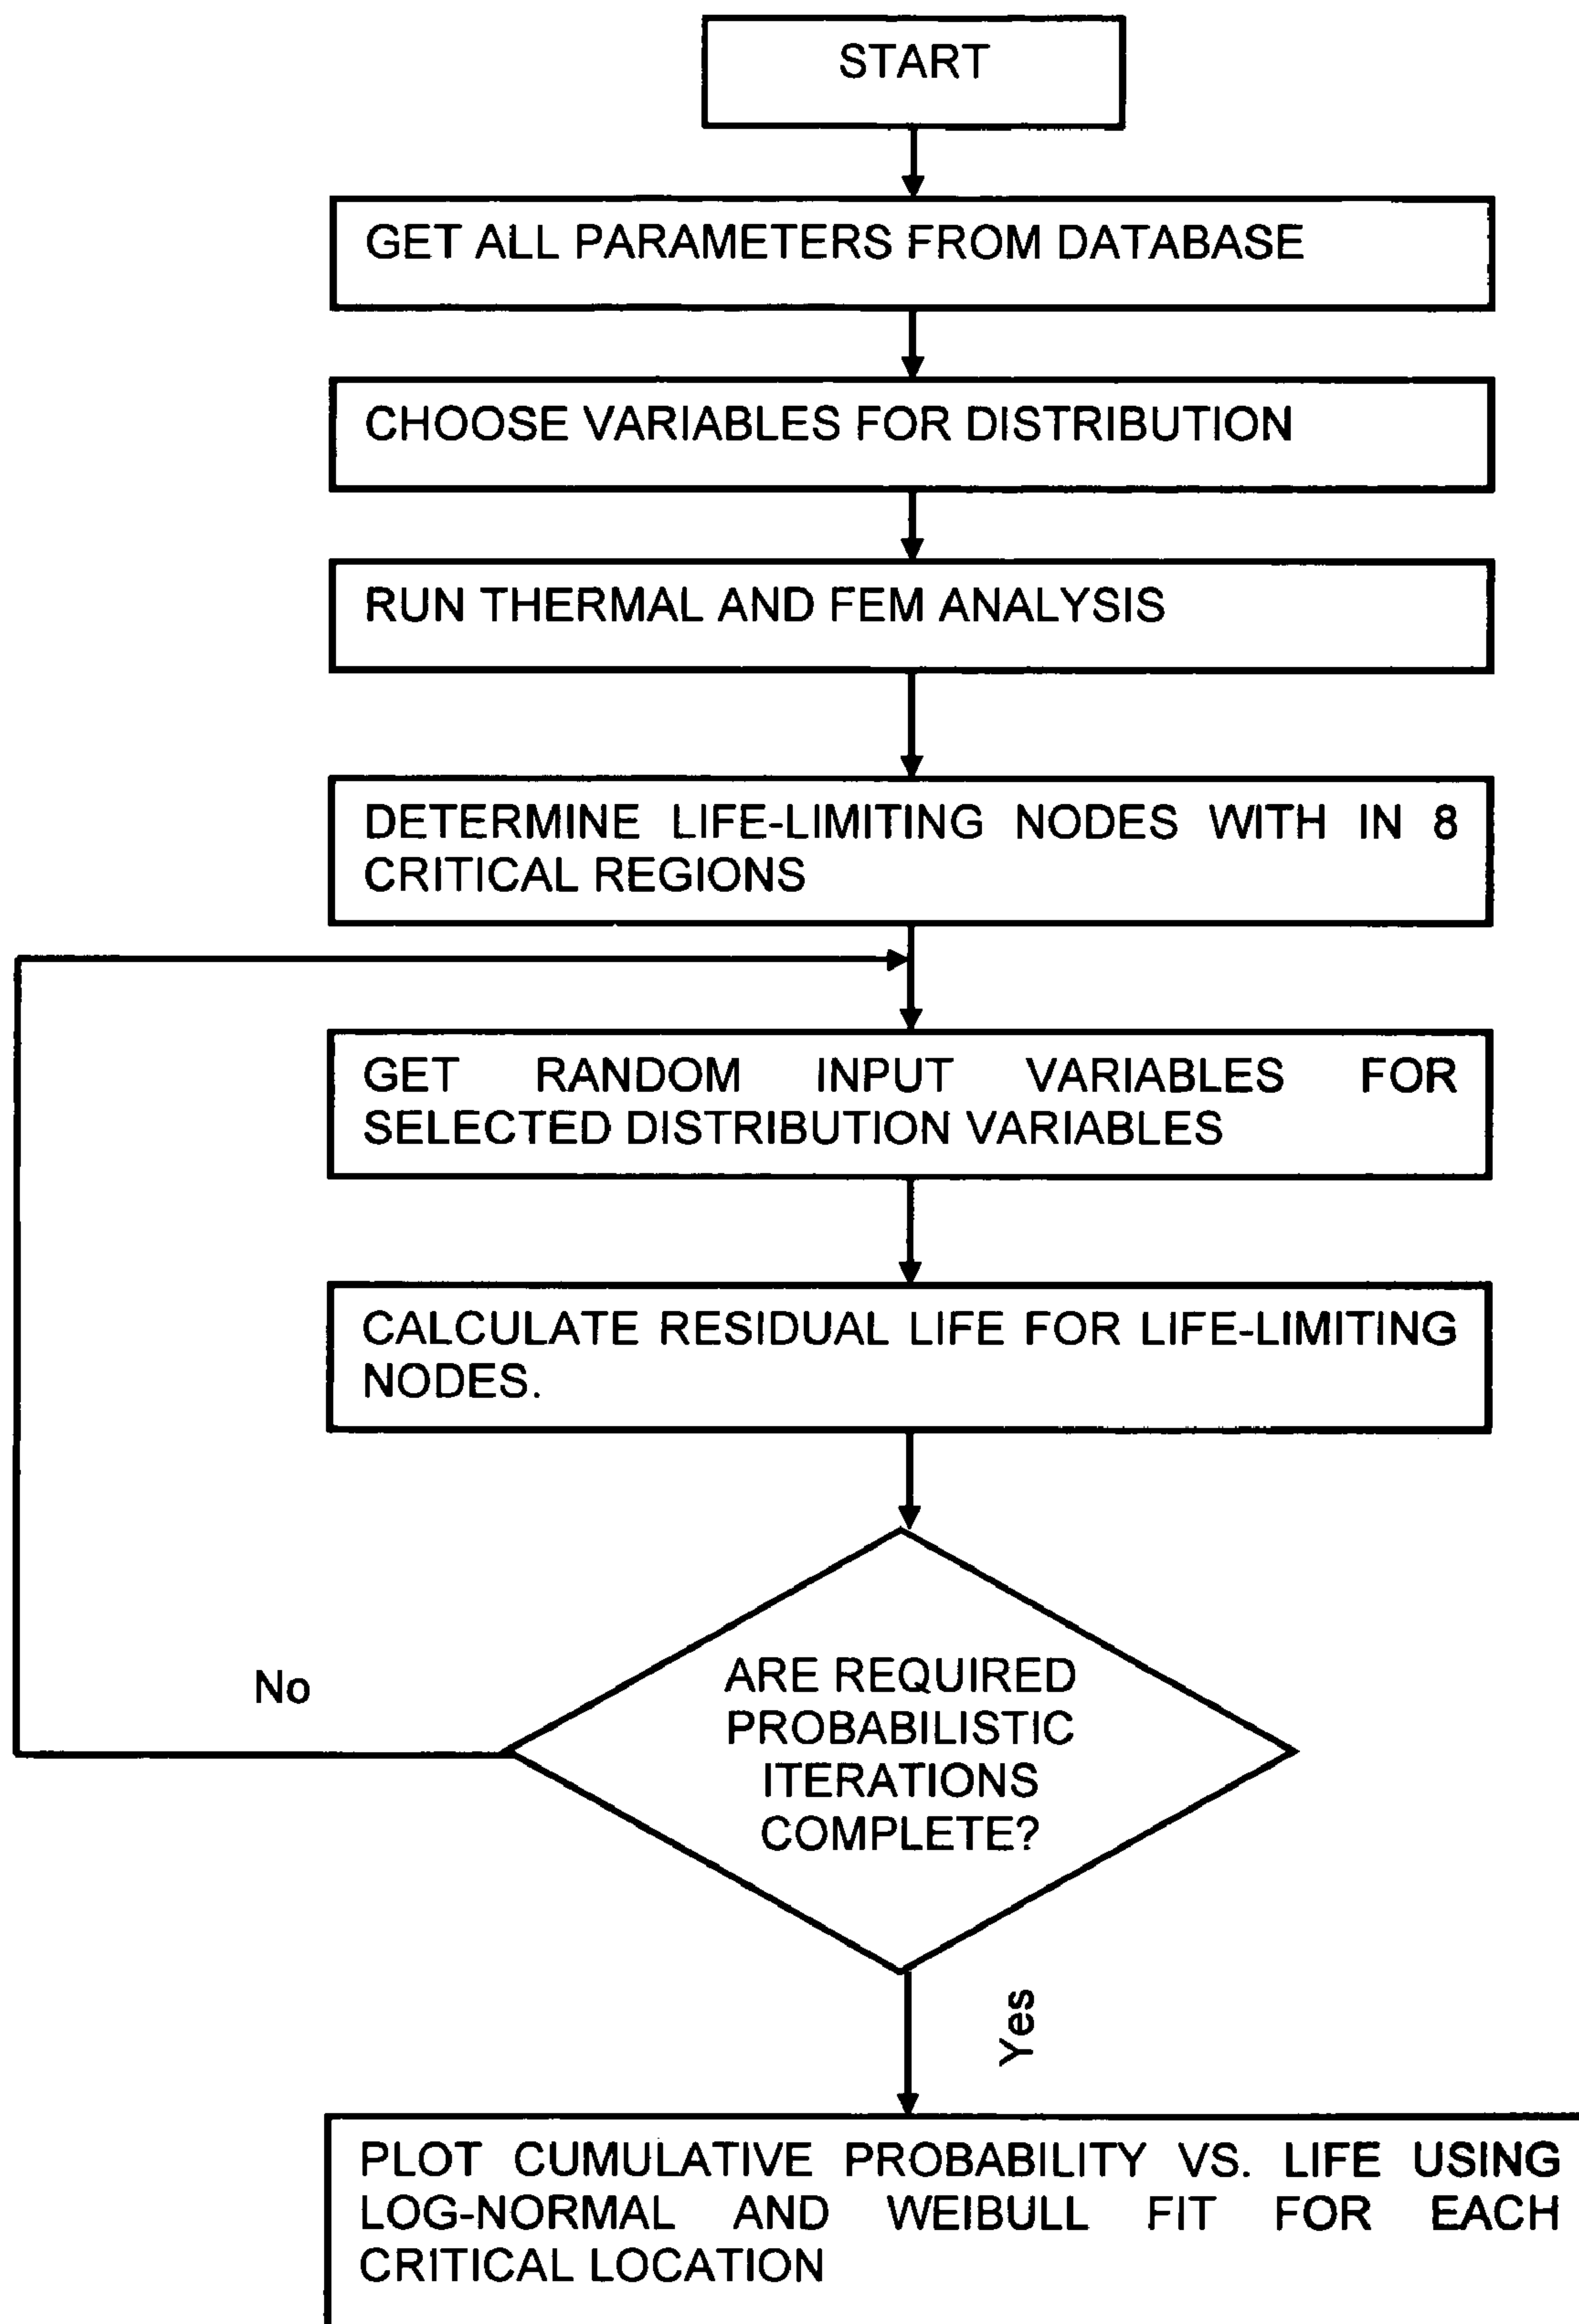 START
GET ALL PARAMETERS FROM DATABASE
CHOOSE VARIABLES FOR DISTRIBUTION
RUN THERMAL AND FEM ANALYSIS
DETERMINE LIFE-LIMITING NODES WITH IN 8
CRITICAL REGIONS
GET RANDOM INPUT VARIABLES FOR
SELECTED DISTRIBUTION VARIABLES
CALCULATE RESIDUAL LIFE FOR LIFE-LIMITING
NODES.
ARE REQUIRED
PROBABILISTIC
ITERATIONS
COMPLETE?
No
Yes
PLOT CUMULATIVE PROBABILITY VS. LIFE USING
LOG-NORMAL AND WEIBULL FIT FOR EACH
CRITICAL LOCATION